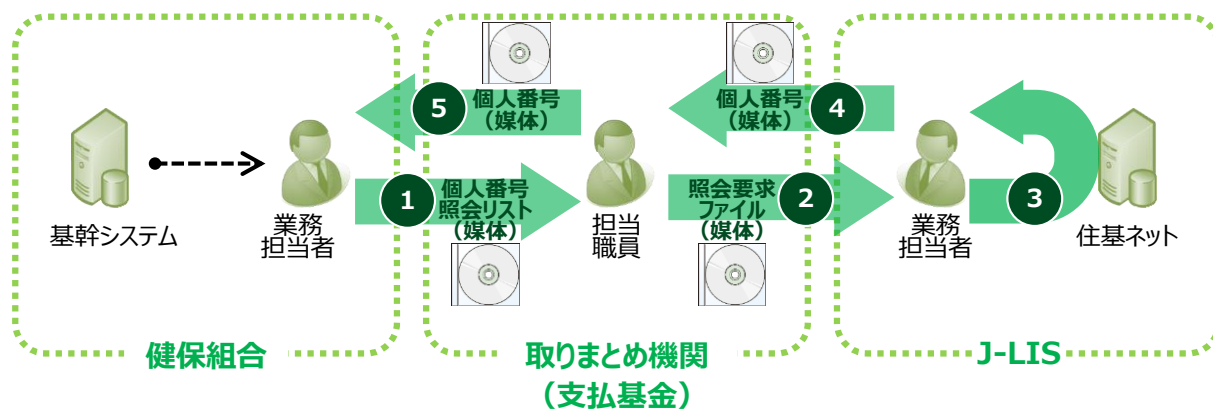 5
個人番号
（媒体）
個人番号
（媒体）
4
1
個人番号
照会リスト
（媒体）
照会要求
ファイル
（媒体）
2
3
基幹システム
業務
担当者
担当
職員
業務
担当者
住基ネット
健保組合
取りまとめ機関
（支払基金）
J-LIS